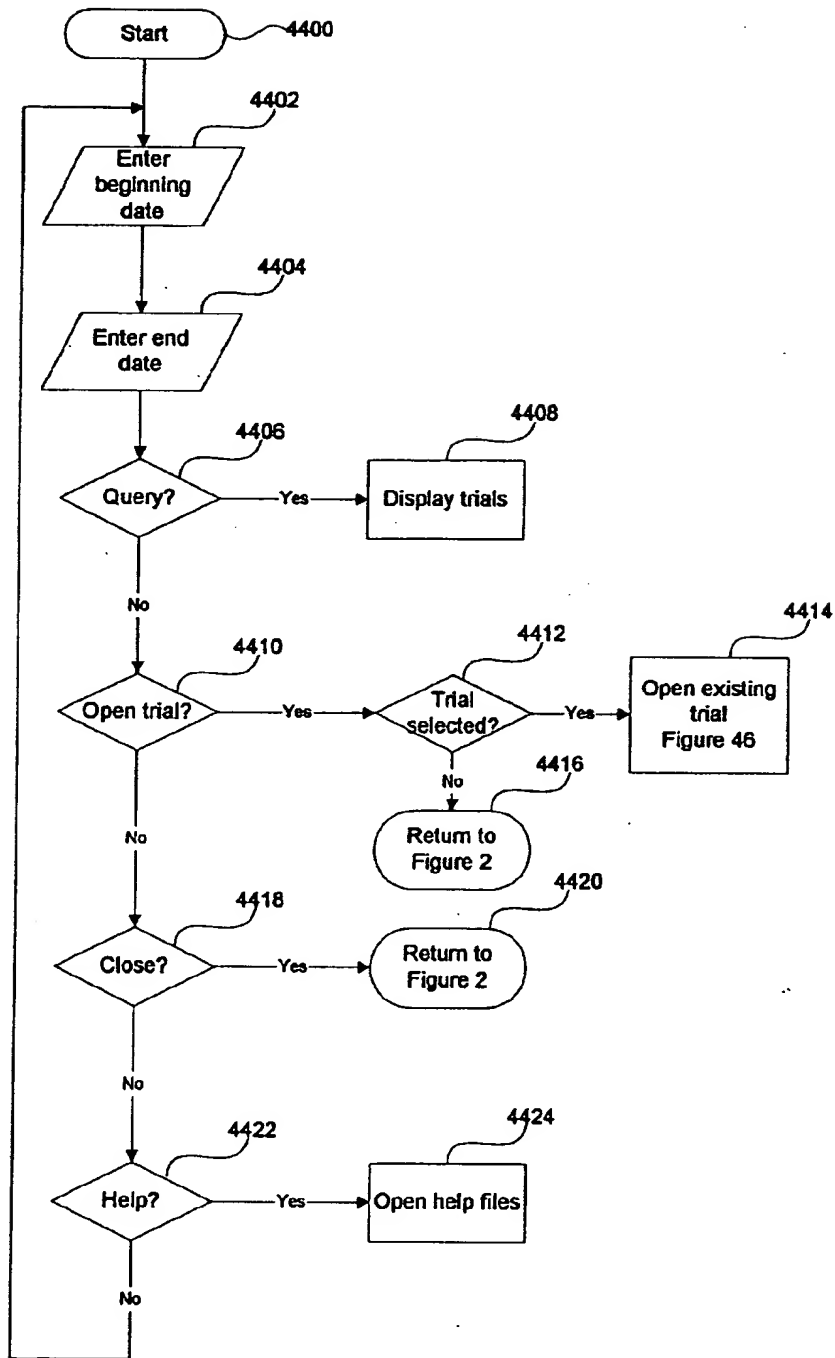 Start
4400
4402
Enter
beginning
date
4404
Enter end
date
4406
Query?
Yes
4408
Display trials
No
4410
Open trial?
Yes
4412
Trial
selected?
Yes
4414
Open existing
trial
Figure 46
No
4416
Return to
Figure 2
No
4418
Close?
Yes
4420
Return to
Figure 2
No
4422
Help?
Yes
4424
Open help files
No